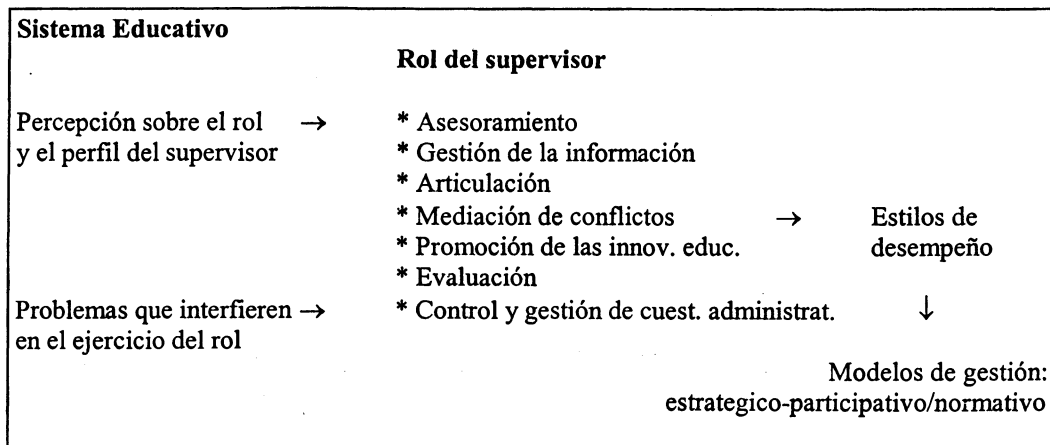 Sistema Educativo
Rol del supervisor
Percepción sobre el rol → * Asesoramiento
y el perfil del supervisor * Gestión de la información
* Articulación
* Mediación de conflictos → Estilos de
* Promoción de las innov. educ. desempeño
* Evaluación
Problemas que interfieren → * Control y gestión de cuest. administrat. ↓
en el ejercicio del rol
Modelos de gestión:
estrategico-participativo/normativo